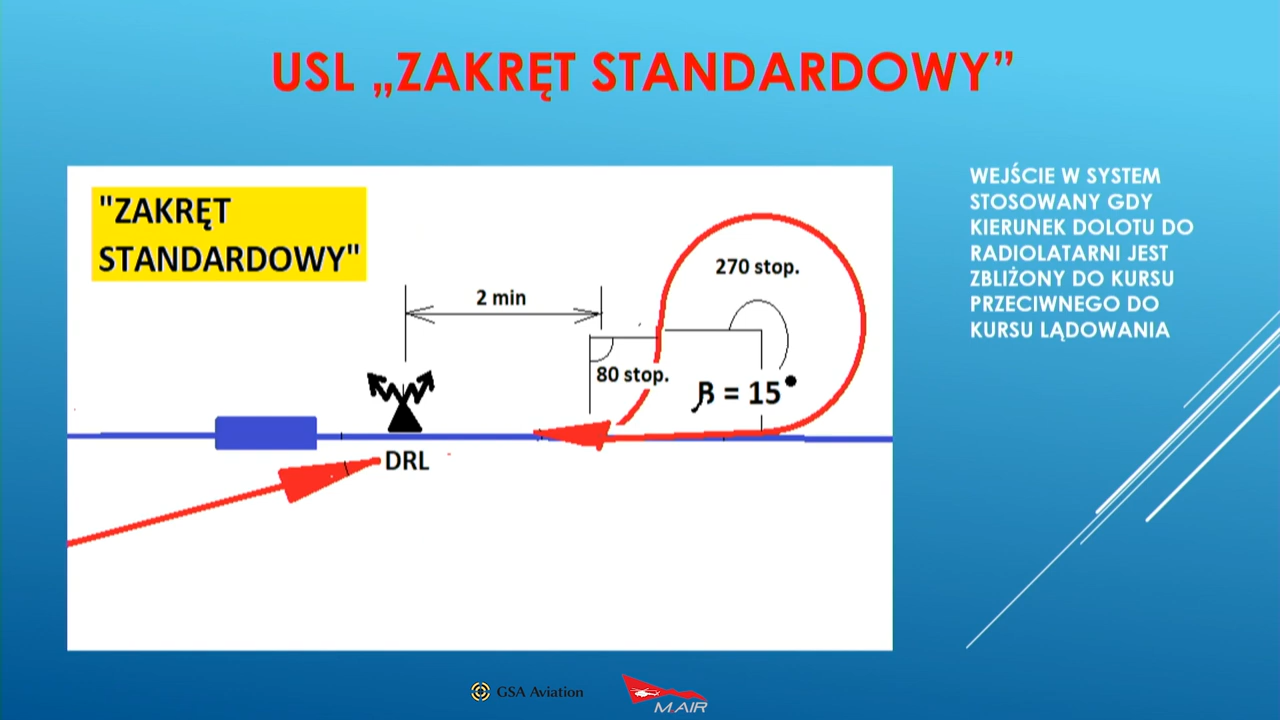 USL „ZAKRĘT STANDARDOWY”
"ZAKRĘT
STANDARDOWY"
2 min
270 stop.
80 stop.
β = 15°
DRL
WEJŚCIE W SYSTEM
STOSOWANY GDY
KIERUNEK DOLOTU DO
RADIOLATARNI JEST
ZBLIŻONY DO KURSU
PRZECIWNEGO DO
KURSU LĄDOWANIA
GSA Aviation
M.AIR